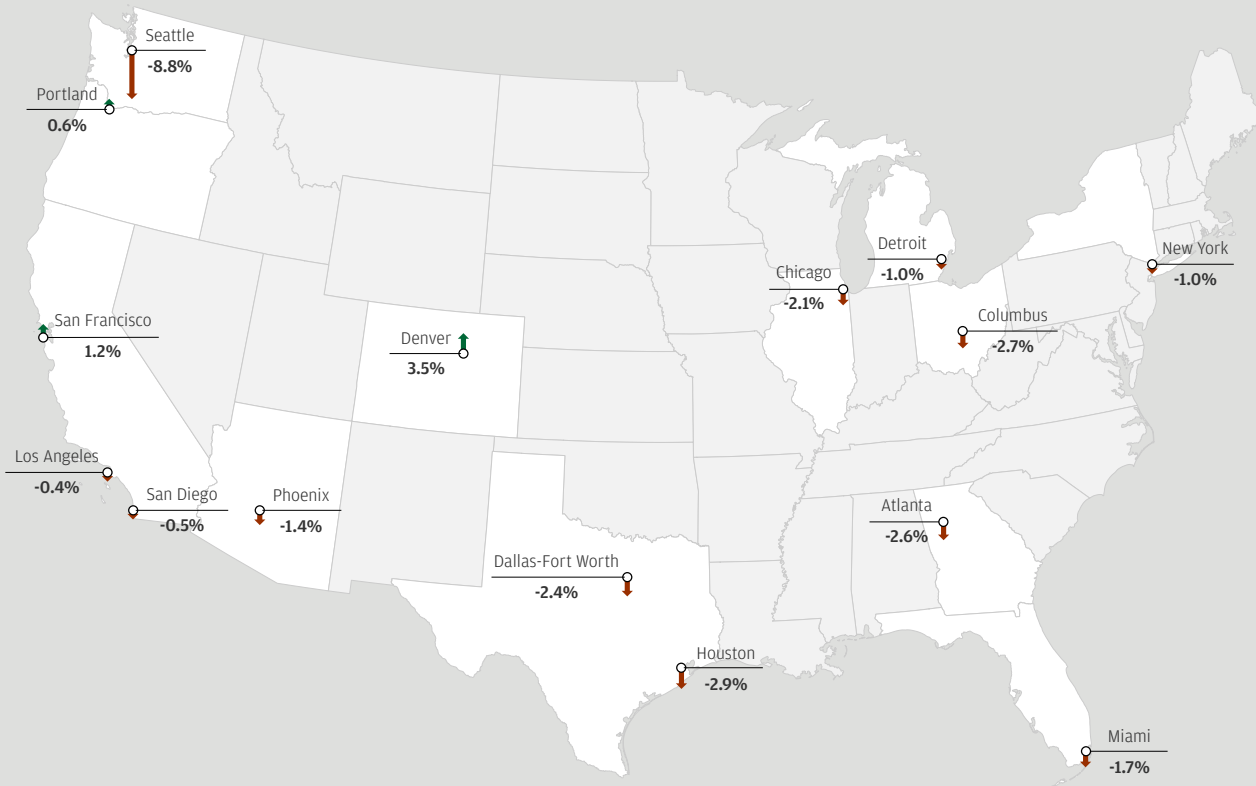 Seattle
-8.8%
Portland
0.6%
New York
-1.0%
Detroit
-1.0%
Chicago
-2.1%
Columbus
-2.7%
San Francisco
1.2%
Denver
3.5%
Los Angeles
-0.4%
San Diego
-0.5%
Phoenix
-1.4%
Atlanta
-2.6%
Dallas-Fort Worth
-2.4%
Houston
-2.9%
Miami
-1.7%